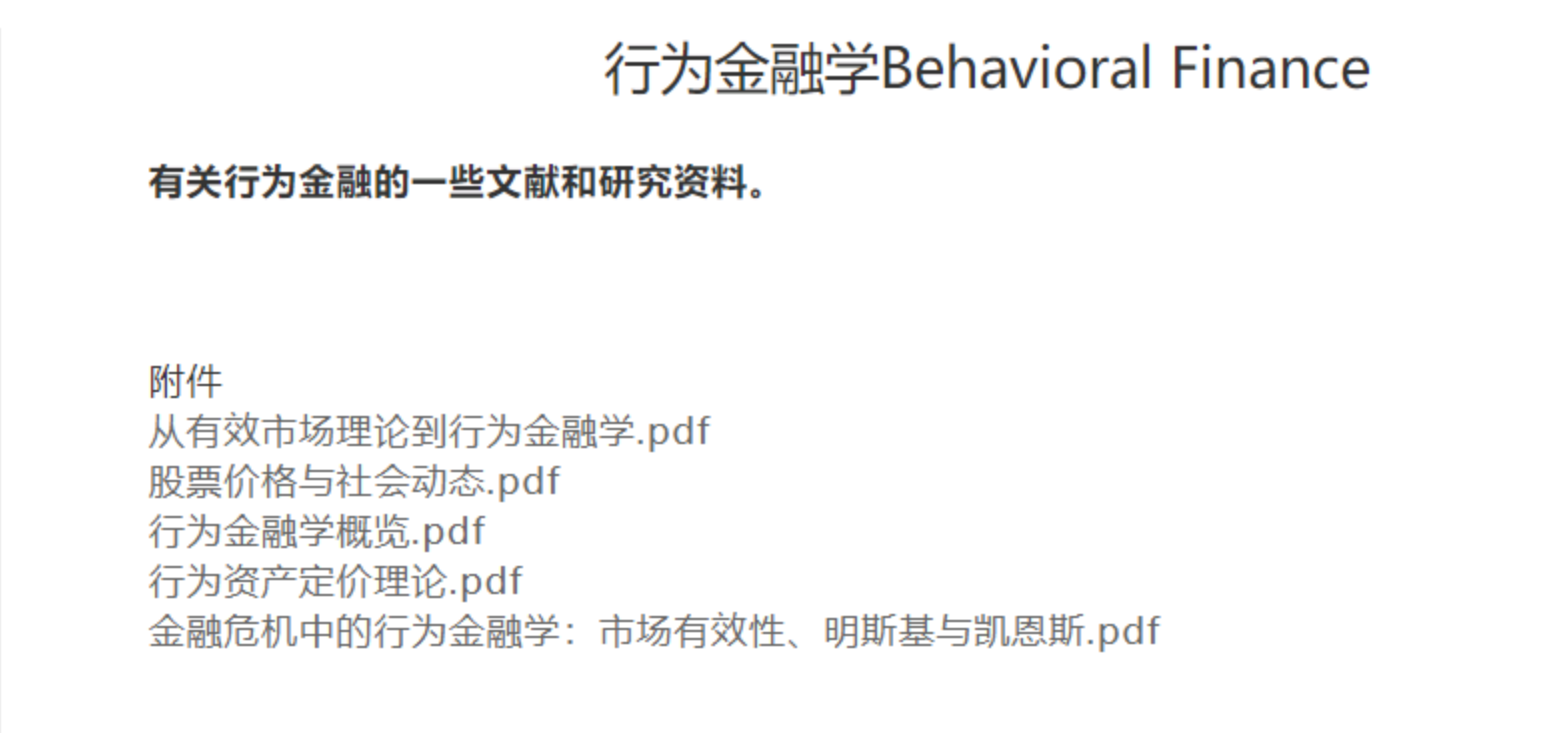 行为金融学Behavioral Finance
有关行为金融的一些文献和研究资料。
附件
从有效市场理论到行为金融学.pdf
股票价格与社会动态.pdf
行为金融学概览.pdf
行为资产定价理论.pdf
金融危机中的行为金融学：市场有效性、明斯基与凯恩斯.pdf